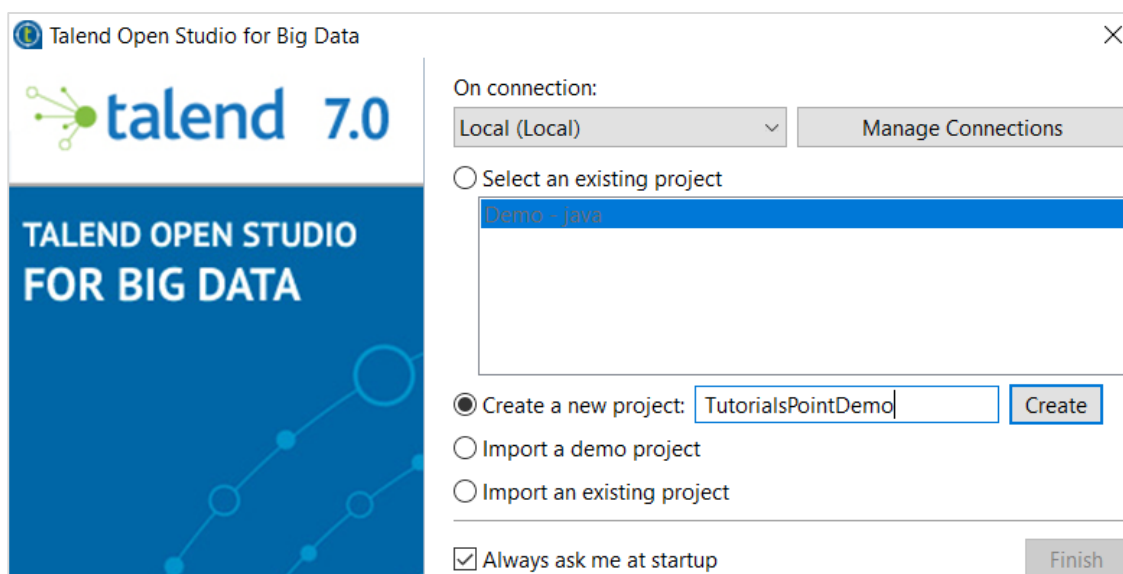 Talend Open Studio for Big Data
talend 7.0
TALEND OPEN STUDIO
FOR BIG DATA
On connection:
Local (Local)
Manage Connections
Select an existing project
Demo - java
Create a new project: TutorialsPointDemo Create
Import a demo project
Import an existing project
Always ask me at startup
Finish